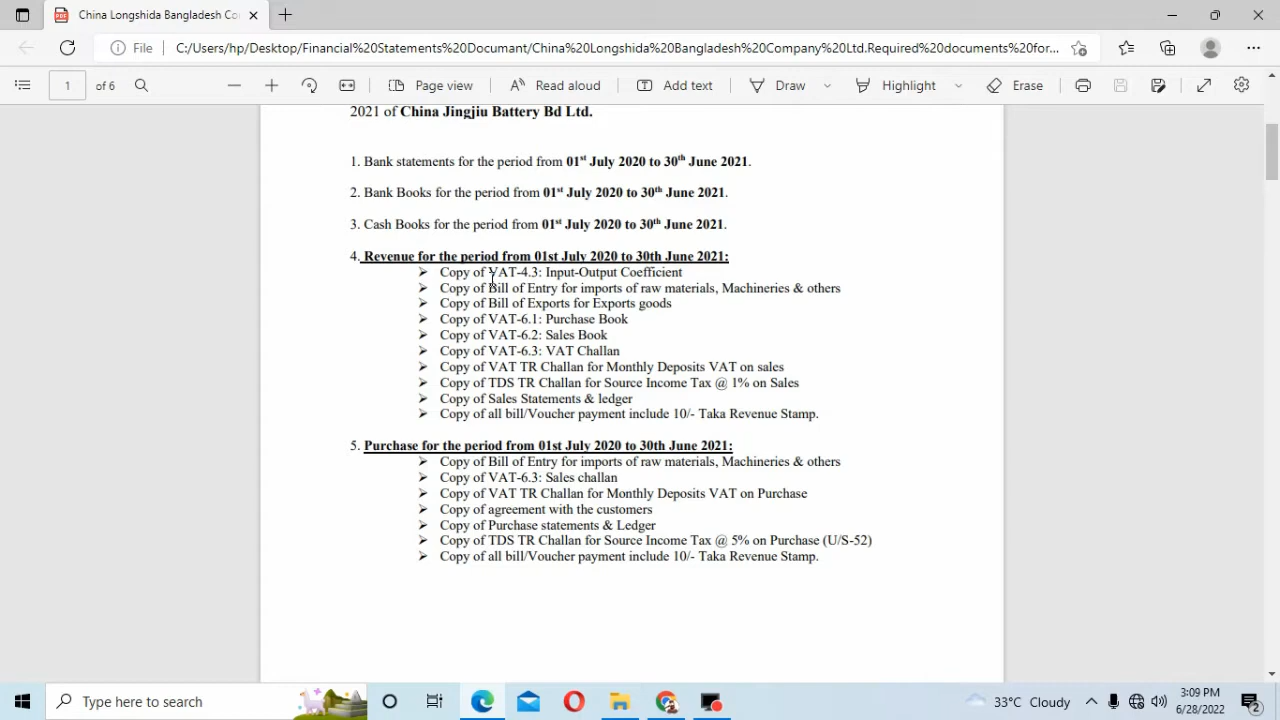 China Longshida Bangladesh Co
File
C:/Users/hp/Desktop/Financial%20Statements%20Documant/China%20Longshida%20Bangladesh%20Company%20Ltd.Required%20documents%20for...
1 of 6
Page view
Read aloud
Add text
Draw
Highlight
Erase
2021 of China Jingjiu Battery Bd Ltd.
1. Bank statements for the period from 01st July 2020 to 30th June 2021.
2. Bank Books for the period from 01st July 2020 to 30th June 2021.
3. Cash Books for the period from 01st July 2020 to 30th June 2021.
4. Revenue for the period from 01st July 2020 to 30th June 2021:
➢ Copy of VAT-4.3: Input-Output Coefficient
➢ Copy of Bill of Entry for imports of raw materials, Machineries & others
➢ Copy of Bill of Exports for Exports goods
➢ Copy of VAT-6.1: Purchase Book
➢ Copy of VAT-6.2: Sales Book
➢ Copy of VAT-6.3: VAT Challan
➢ Copy of VAT TR Challan for Monthly Deposits VAT on sales
➢ Copy of TDS TR Challan for Source Income Tax @ 1% on Sales
➢ Copy of Sales Statements & ledger
➢ Copy of all bill/Voucher payment include 10/- Taka Revenue Stamp.
5. Purchase for the period from 01st July 2020 to 30th June 2021:
➢ Copy of Bill of Entry for imports of raw materials, Machineries & others
➢ Copy of VAT-6.3: Sales challan
➢ Copy of VAT TR Challan for Monthly Deposits VAT on Purchase
➢ Copy of agreement with the customers
➢ Copy of Purchase statements & Ledger
➢ Copy of TDS TR Challan for Source Income Tax @ 5% on Purchase (U/S-52)
➢ Copy of all bill/Voucher payment include 10/- Taka Revenue Stamp.
Type here to search
33°C Cloudy
3:09 PM
6/28/2022
2